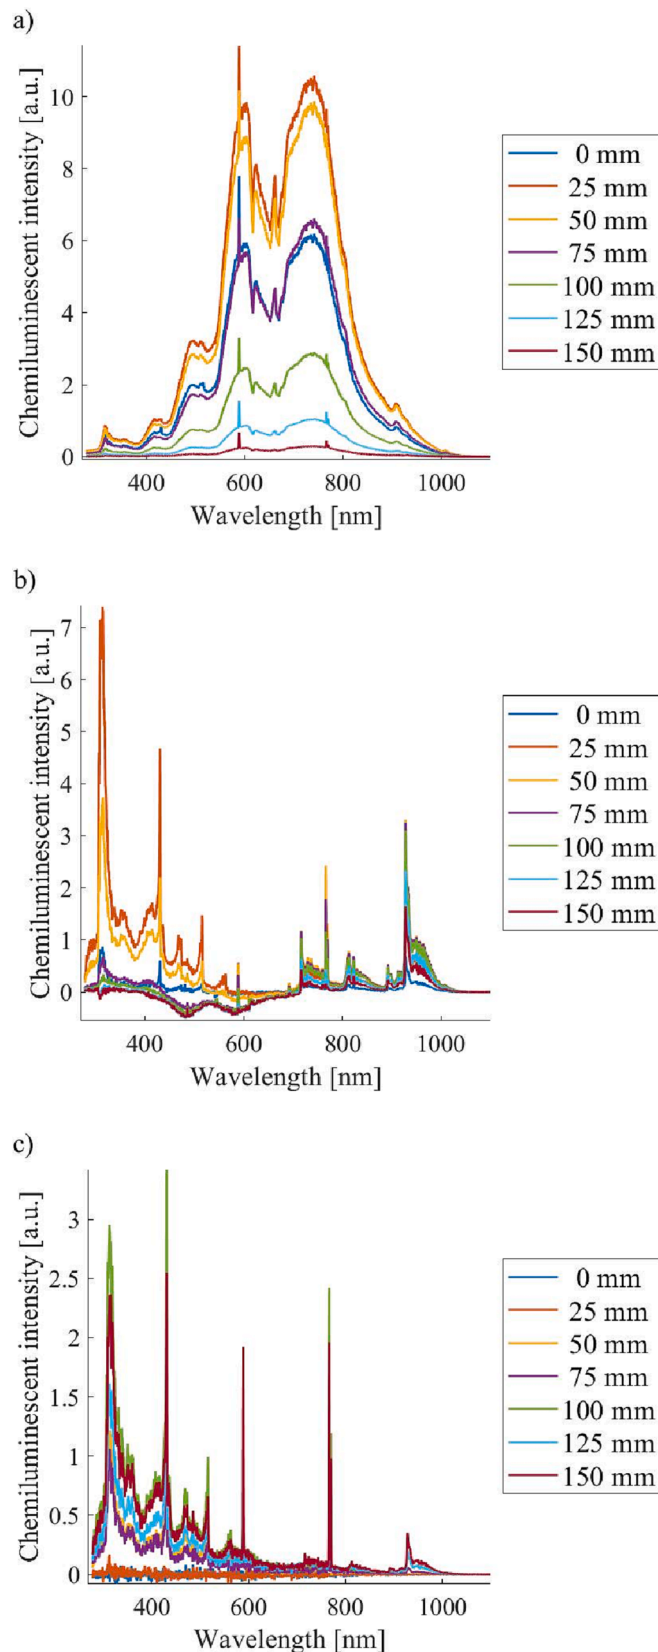 a)
Chemiluminescent intensity [a.u.]
10
8
6
4
2
0
400
600
800
1000
Wavelength [nm]
0 mm
25 mm
50 mm
75 mm
100 mm
125 mm
150 mm
b)
Chemiluminescent intensity [a.u.]
7
6
5
4
3
2
1
0
400
600
800
1000
Wavelength [nm]
0 mm
25 mm
50 mm
75 mm
100 mm
125 mm
150 mm
c)
Chemiluminescent intensity [a.u.]
3
2.5
2
1.5
1
0.5
0
400
600
800
1000
Wavelength [nm]
0 mm
25 mm
50 mm
75 mm
100 mm
125 mm
150 mm